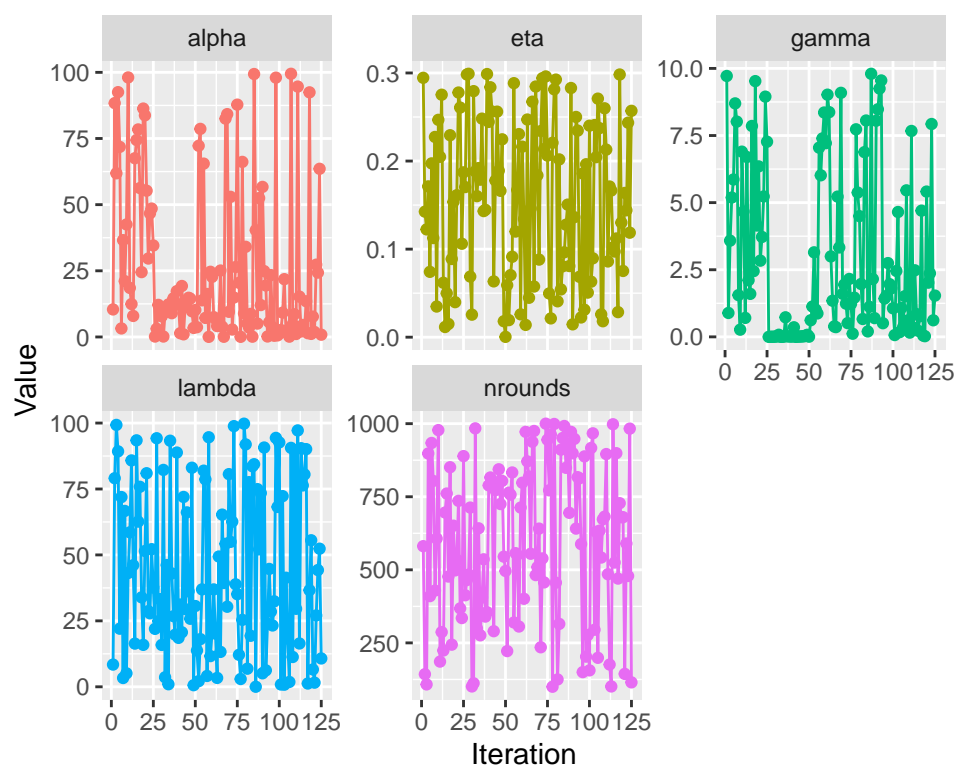 alpha eta gamma
100 75 50 25 0
0.3 0.2 0.1 0.0
10.0 7.5 5.0 2.5 0.0
0 25 50 75 100 125
Value
lambda nrounds
100 75 50 25 0
1000 750 500 250
0 25 50 75 100 125
0 25 50 75 100 125
Iteration